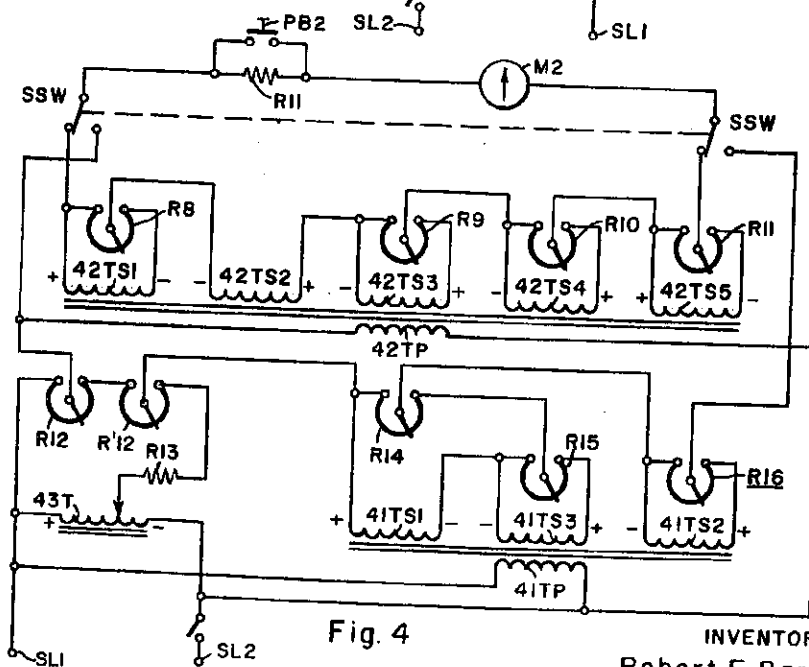 PB2
SL2
SL1
M2
R11
SSW
SSW
R8
R9
R10
R11
+ 42TS1 -
- 42TS2 +
- 42TS3 +
- 42TS4 +
+ 42TS5 -
42TP
R12
R'12
R13
R14
R15
R16
43T
+ -
+ 41TS1 -
- 41TS3 +
- 41TS2 +
41TP
SL1
SL2
Fig. 4
INVENTOR
Robert E